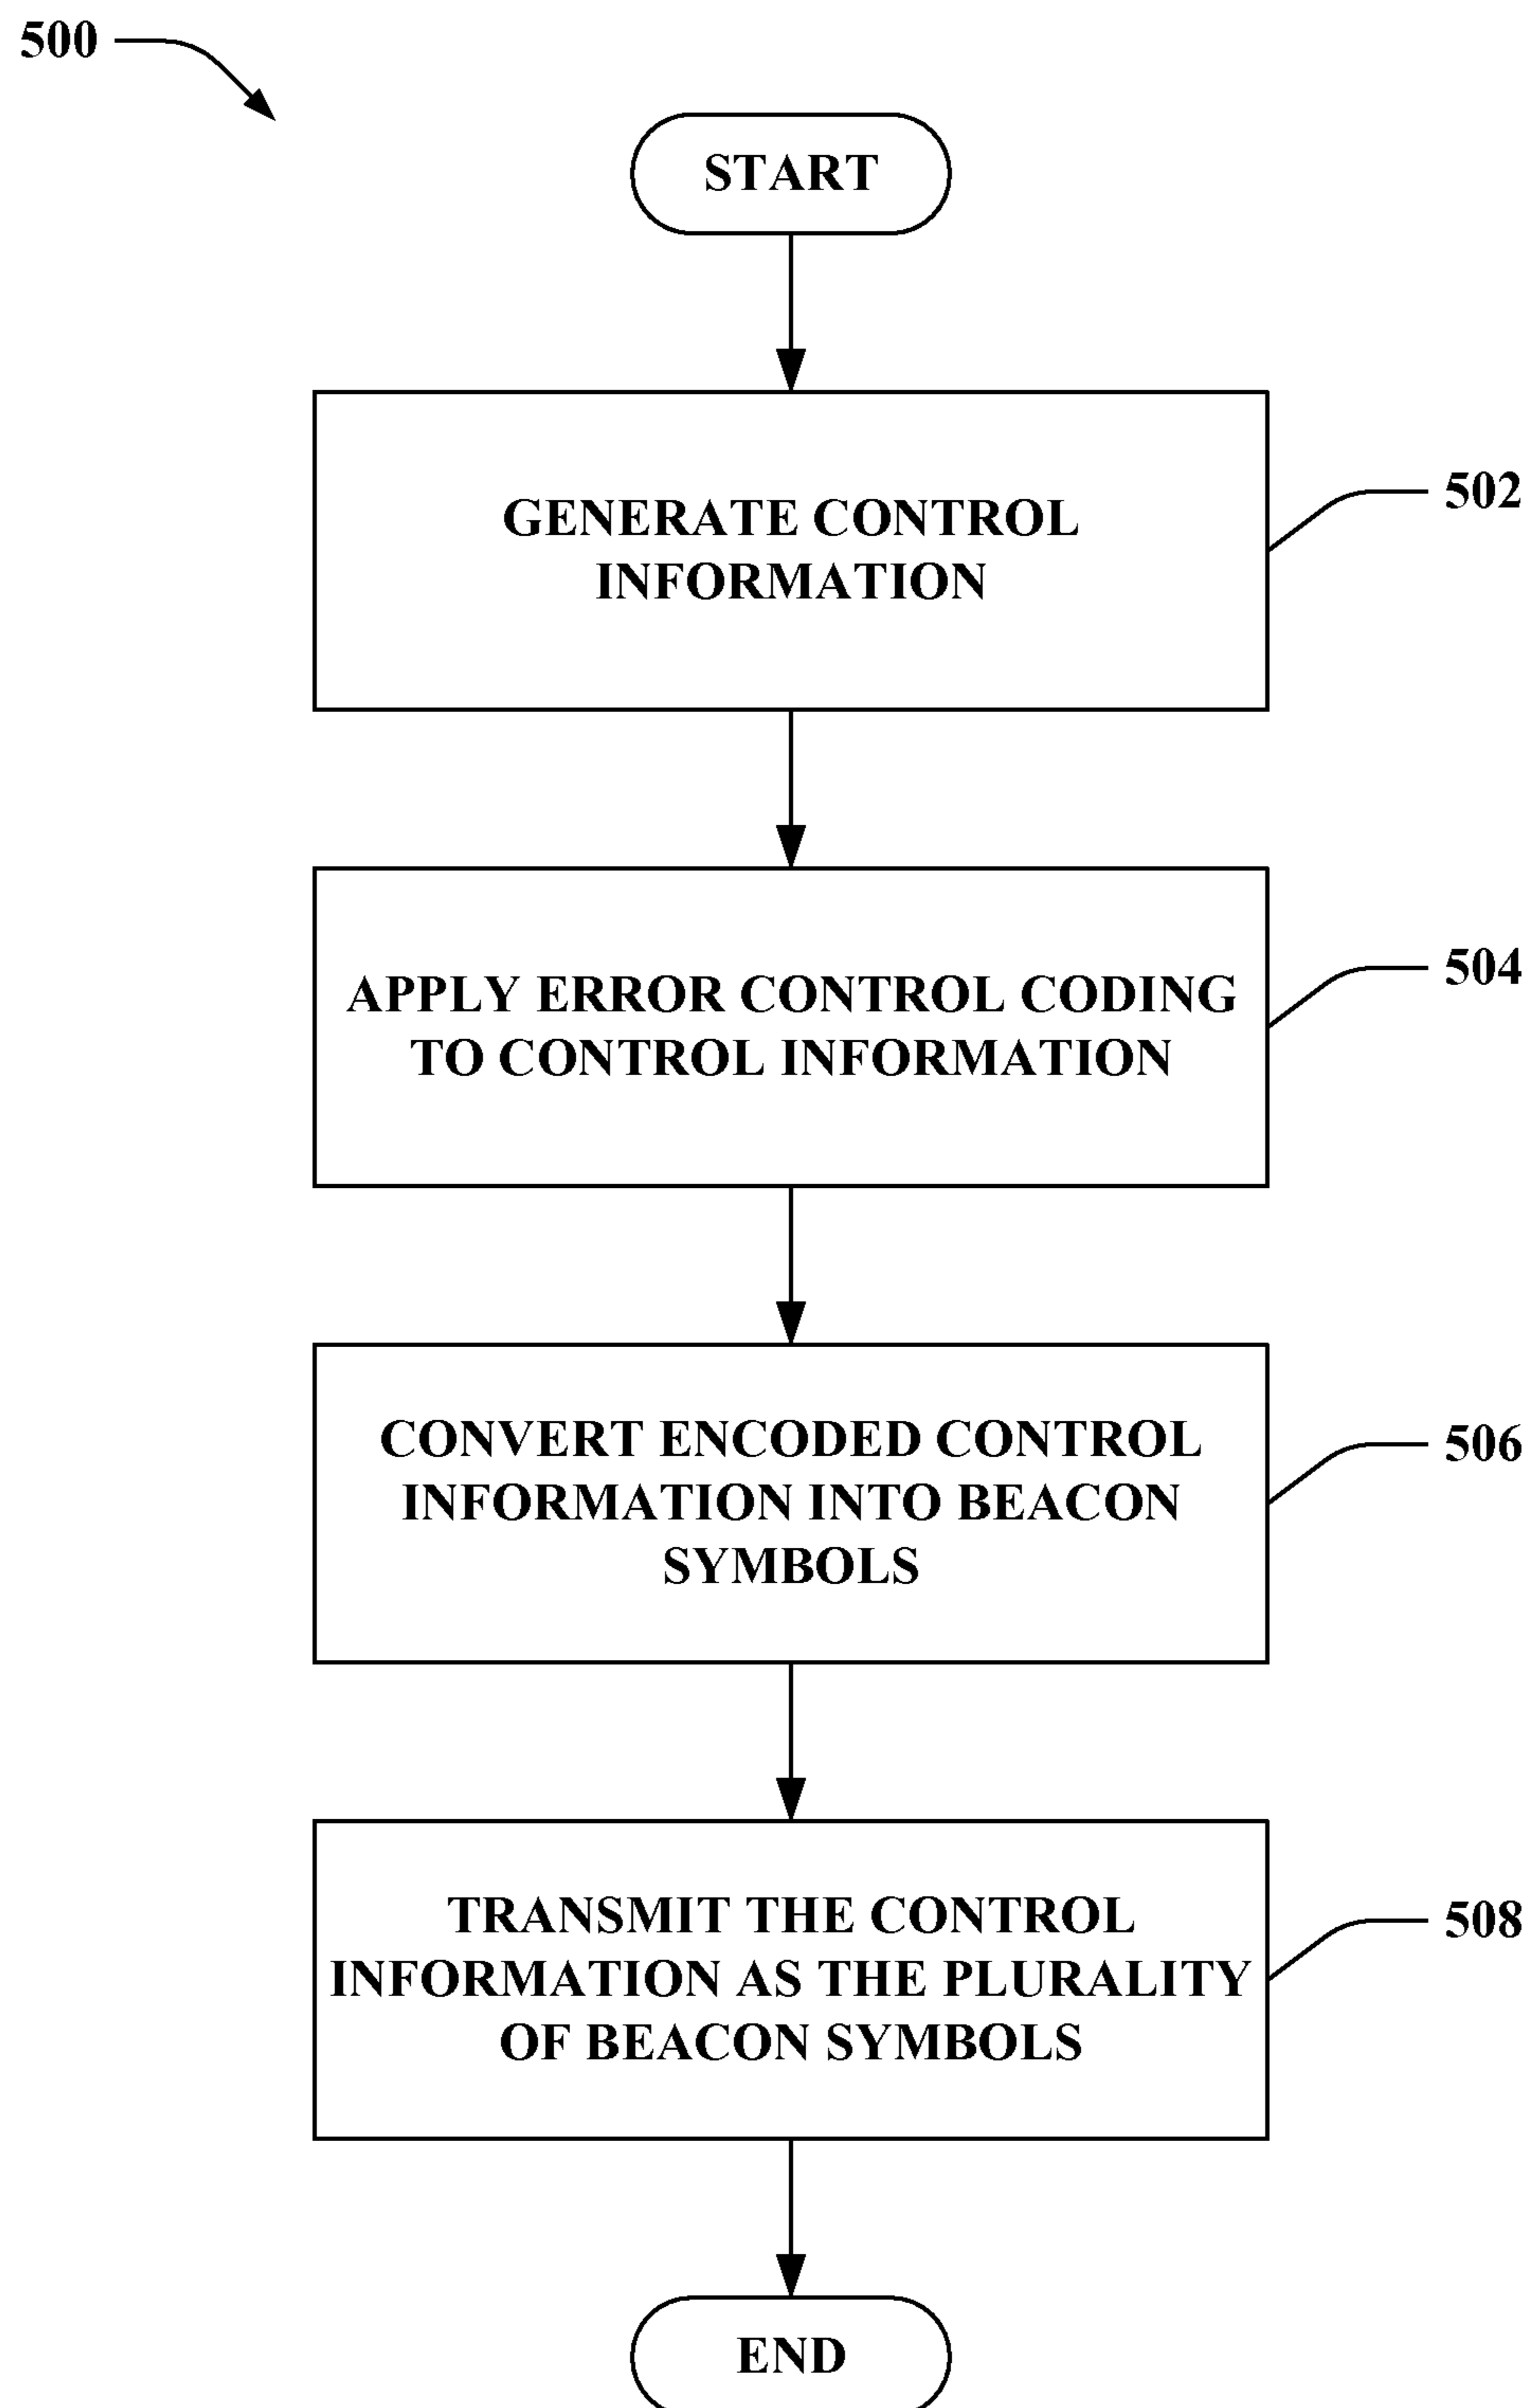 500
START
GENERATE CONTROL
INFORMATION
502
APPLY ERROR CONTROL CODING
TO CONTROL INFORMATION
504
CONVERT ENCODED CONTROL
INFORMATION INTO BEACON
SYMBOLS
506
TRANSMIT THE CONTROL
INFORMATION AS THE PLURALITY
OF BEACON SYMBOLS
508
END